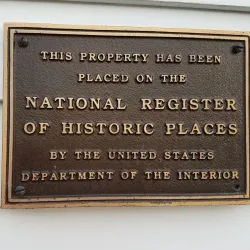 THIS PROPERTY HAS BEEN
PLACED ON THE
NATIONAL REGISTER
OF HISTORIC PLACES
BY THE UNITED STATES
DEPARTMENT OF THE INTERIOR